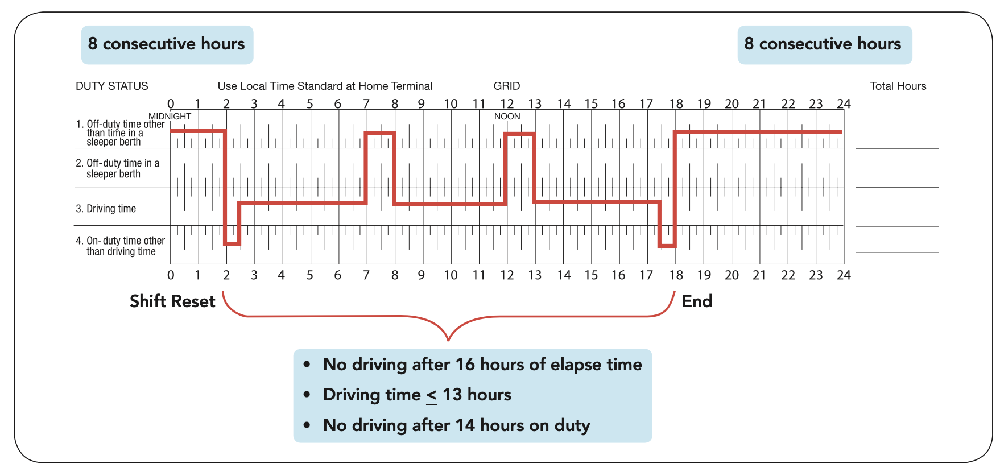 8 consecutive hours
8 consecutive hours
DUTY STATUS
Use Local Time Standard at Home Terminal
GRID
Total Hours
0 1 2 3 4 5 6 7 8 9 10 11 12 13 14 15 16 17 18 19 20 21 22 23 24
MIDNIGHT
NOON
1. Off-duty time other
than time in a
sleeper berth
2. Off-duty time in a
sleeper berth
3. Driving time
4. On-duty time other
than driving time
0 1 2 3 4 5 6 7 8 9 10 11 12 13 14 15 16 17 18 19 20 21 22 23 24
Shift Reset
End
• No driving after 16 hours of elapse time
• Driving time ≤ 13 hours
• No driving after 14 hours on duty